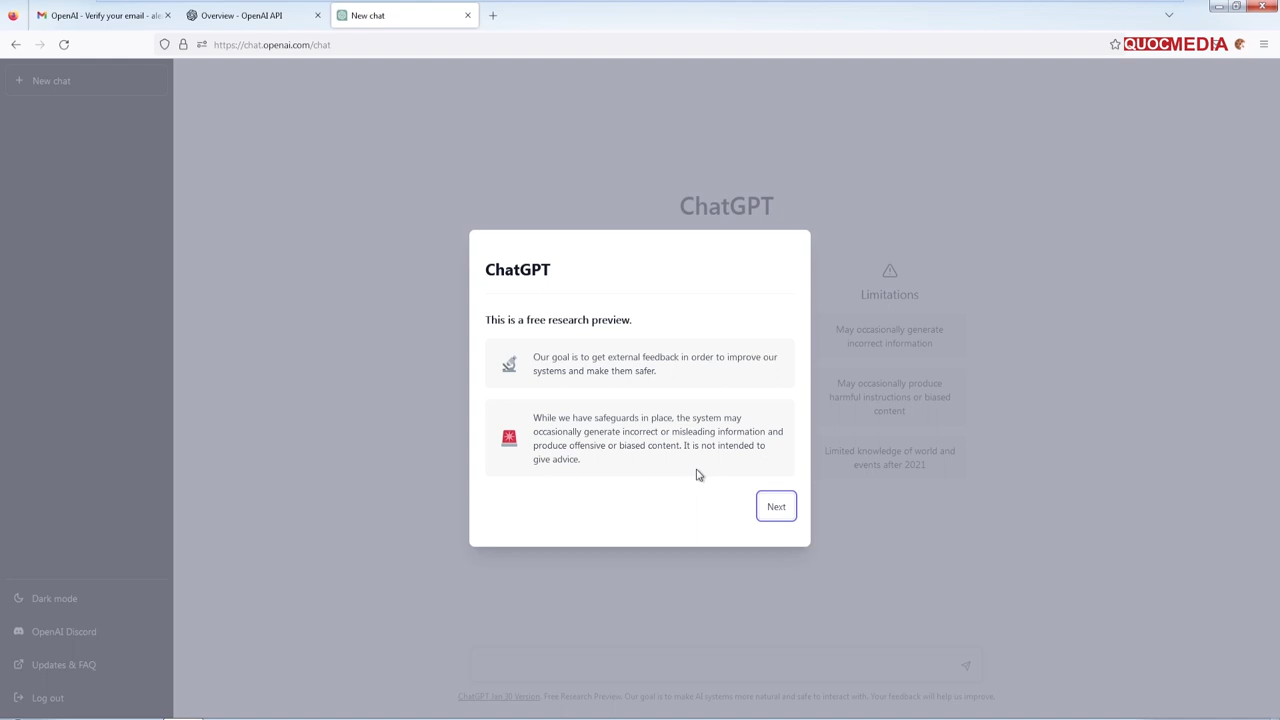 OpenAI - Verify your email - ale
Overview - OpenAI API
New chat
https://chat.openai.com/chat
QUOCMEDIA
New chat
ChatGPT
Limitations
May occasionally generate
incorrect information
May occasionally produce
harmful instructions or biased
content
Limited knowledge of world and
events after 2021
ChatGPT
This is a free research preview.
Our goal is to get external feedback in order to improve our
systems and make them safer.
While we have safeguards in place, the system may
occasionally generate incorrect or misleading information and
produce offensive or biased content. It is not intended to
give advice.
Next
Dark mode
OpenAI Discord
Updates & FAQ
Log out
ChatGPT Jan 30 Version. Free Research Preview. Our goal is to make AI systems more natural and safe to interact with. Your feedback will help us improve.